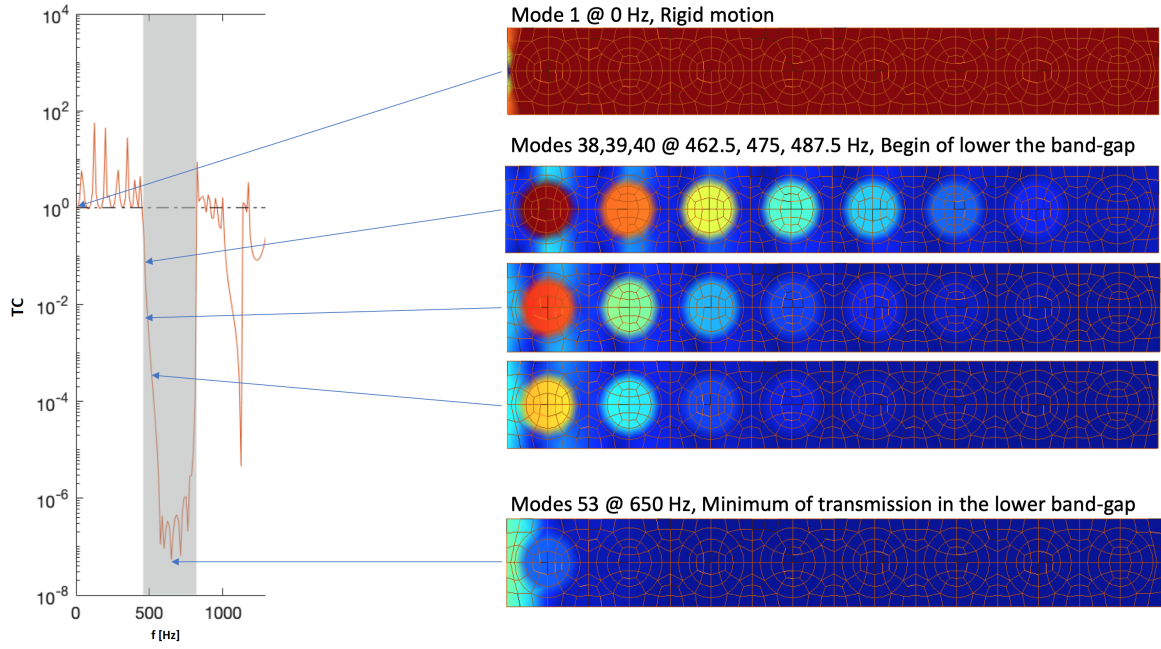 Mode 1 @ 0 Hz, Rigid motion
Modes 38,39,40 @ 462.5, 475, 487.5 Hz, Begin of lower the band-gap
Modes 53 @ 650 Hz, Minimum of transmission in the lower band-gap
TC
10^4
10^2
10^0
10^-2
10^-4
10^-6
10^-8
0 500 1000
f [Hz]